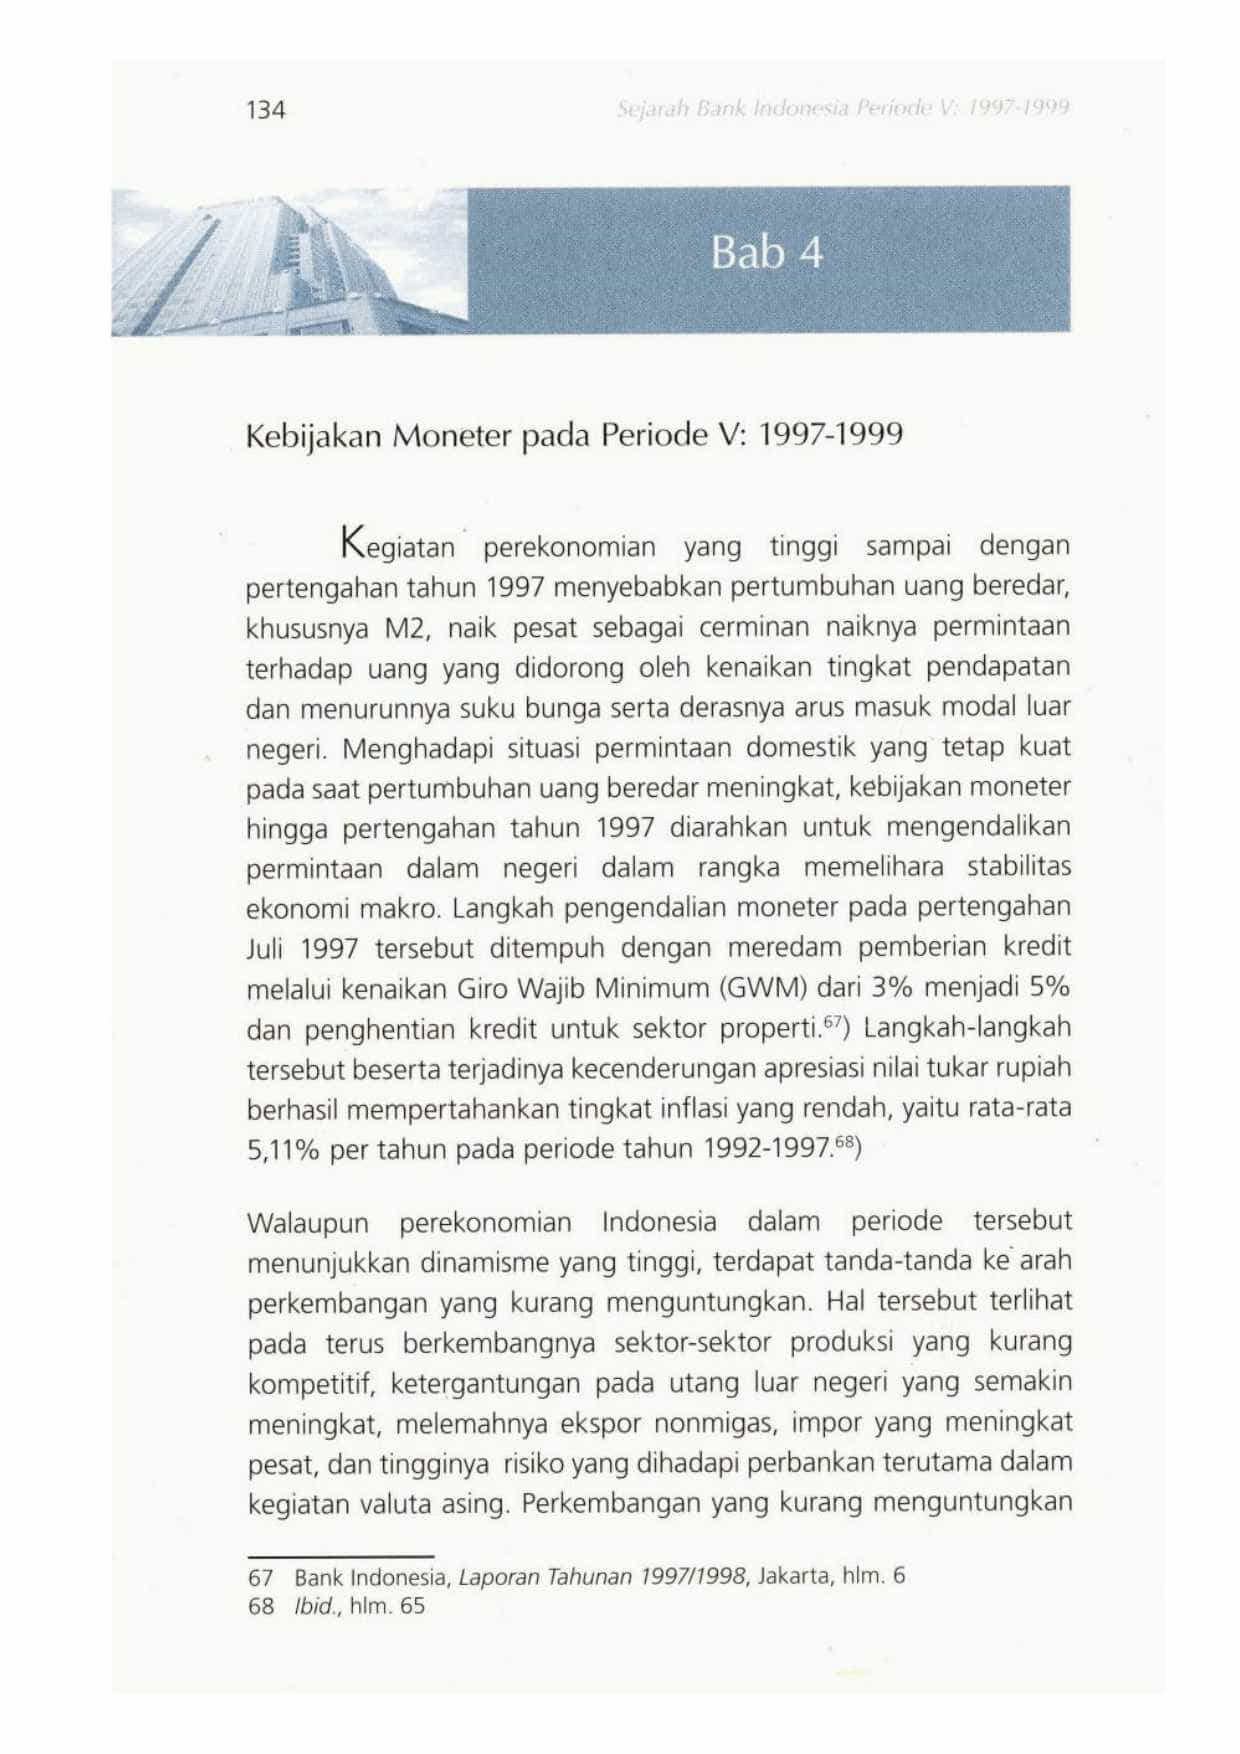 134
Sejarah Bank Indonesia Periode V: 1997-1999
Bab 4
Kebijakan Moneter pada Periode V: 1997-1999
Kegiatan perekonomian yang tinggi sampai dengan
pertengahan tahun 1997 menyebabkan pertumbuhan uang beredar,
khususnya M2, naik pesat sebagai cerminan naiknya permintaan
terhadap uang yang didorong oleh kenaikan tingkat pendapatan
dan menurunnya suku bunga serta derasnya arus masuk modal luar
negeri. Menghadapi situasi permintaan domestik yang tetap kuat
pada saat pertumbuhan uang beredar meningkat, kebijakan moneter
hingga pertengahan tahun 1997 diarahkan untuk mengendalikan
permintaan dalam negeri dalam rangka memelihara stabilitas
ekonomi makro. Langkah pengendalian moneter pada pertengahan
Juli 1997 tersebut ditempuh dengan meredam pemberian kredit
melalui kenaikan Giro Wajib Minimum (GWM) dari 3% menjadi 5%
dan penghentian kredit untuk sektor properti.67) Langkah-langkah
tersebut beserta terjadinya kecenderungan apresiasi nilai tukar rupiah
berhasil mempertahankan tingkat inflasi yang rendah, yaitu rata-rata
5,11% per tahun pada periode tahun 1992-1997.68)
Walaupun perekonomian Indonesia dalam periode tersebut
menunjukkan dinamisme yang tinggi, terdapat tanda-tanda ke arah
perkembangan yang kurang menguntungkan. Hal tersebut terlihat
pada terus berkembangnya sektor-sektor produksi yang kurang
kompetitif, ketergantungan pada utang luar negeri yang semakin
meningkat, melemahnya ekspor nonmigas, impor yang meningkat
pesat, dan tingginya risiko yang dihadapi perbankan terutama dalam
kegiatan valuta asing. Perkembangan yang kurang menguntungkan
67 Bank Indonesia, Laporan Tahunan 1997/1998, Jakarta, hlm. 6
68 Ibid., hlm. 65